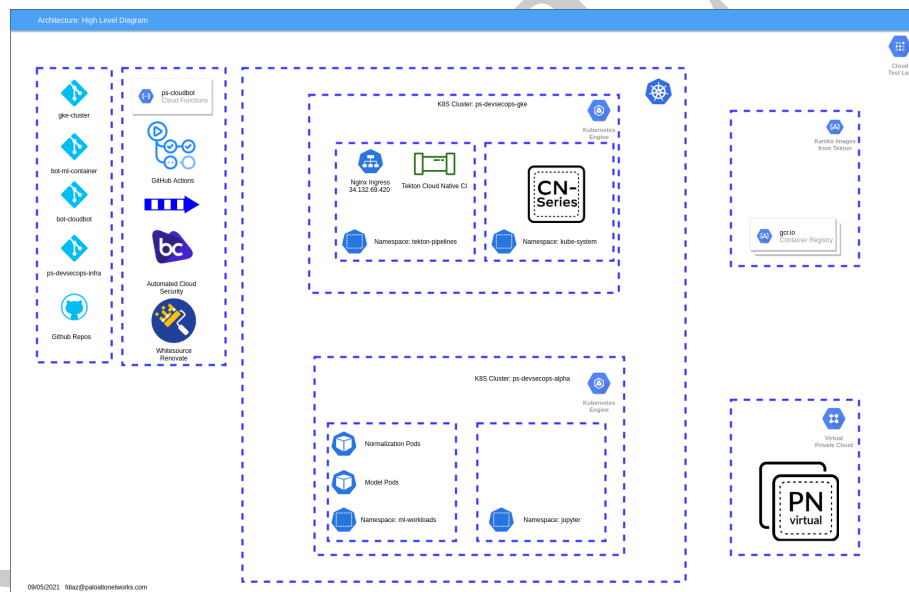 Architecture: High Level DIagram
Cloud
Test La
gke-cluster
bot-ml-container
bot-cloudbot
ps-devsecops-infra
Github Repos
ps-cloudbot
Cloud Functions
GitHub Actions
bc
Automated Cloud
Security
Whitesource
Renovate
K8S Cluster: ps-devsecops-gke
Kubernetes
Engine
Nginx Ingress
34.132.69.420
Tekton Cloud Native CI
Namespace: tekton-pipelines
CN-
Series
Namespace: kube-system
K8S Cluster: ps-devsecops-alpha
Kubernetes
Engine
Normalization Pods
Model Pods
Namespace: ml-workloads
Namespace: jupyter
Kaniko Images
from Tekton
gcr.io
Container Registry
Virtual
Private Cloud
PN
virtual
09/05/2021 fdiaz@paloaltonetworks.com